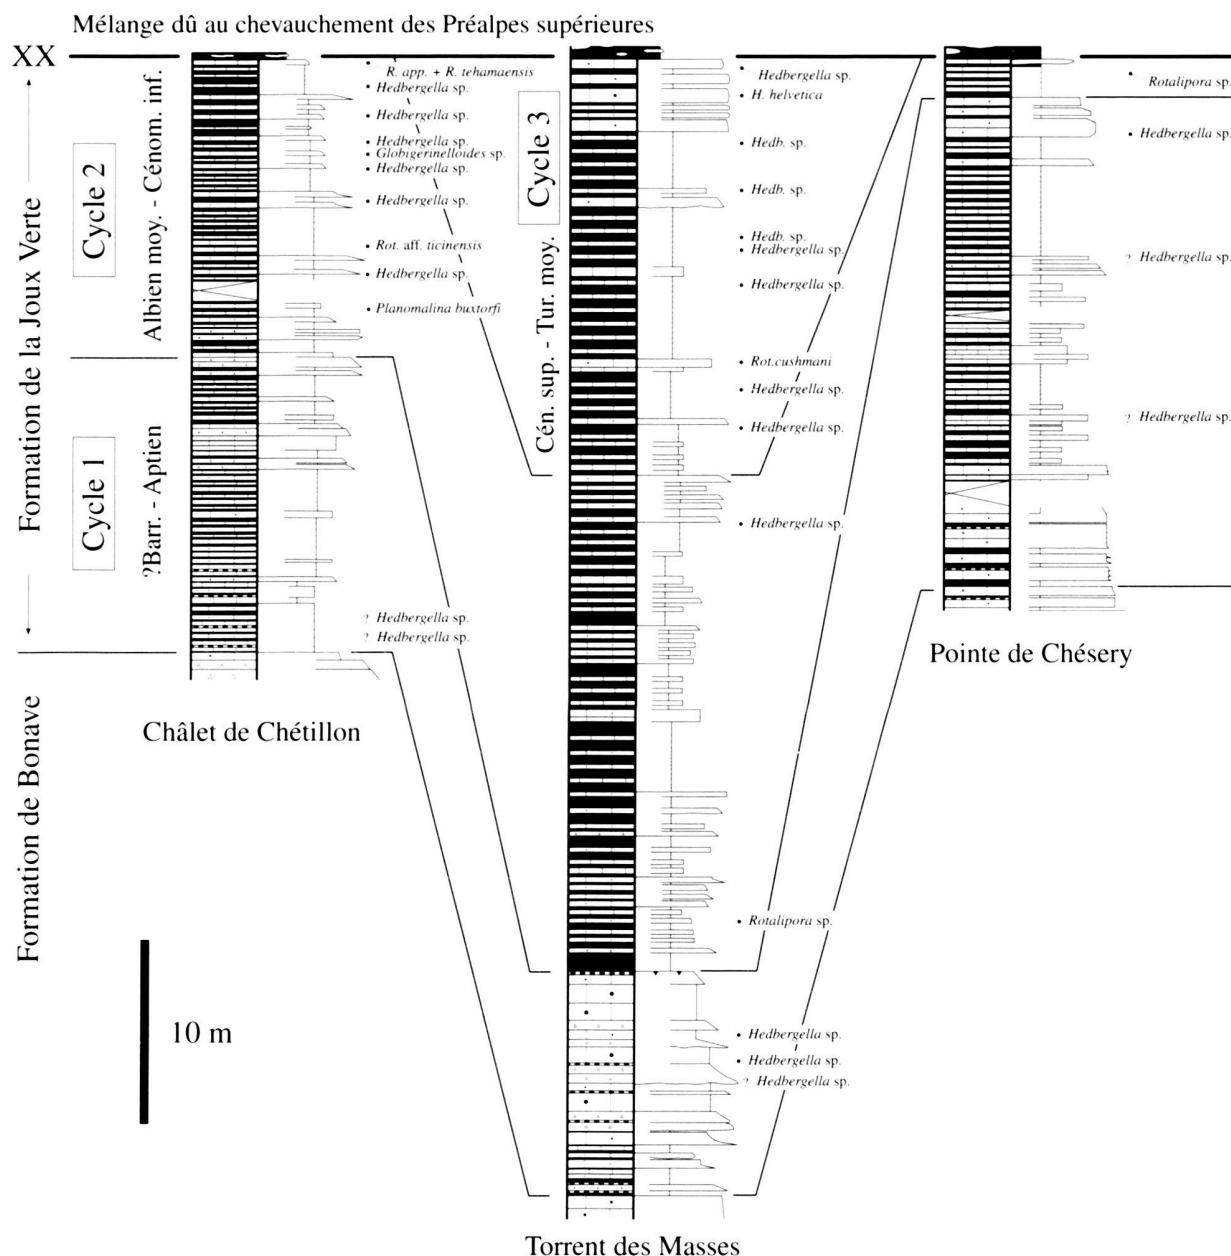 Mélange dû au chevauchement des Préalpes supérieures
XX
Formation de la Joux Verte
Formation de Bonave
Cycle 2
Albien moy. - Cénom. inf.
Cycle 1
?Barr. - Aptien
R. app. + R. tehamaensis
Hedbergella sp.
Hedbergella sp.
Hedbergella sp.
Globigerinelloides sp.
Hedbergella sp.
Hedbergella sp.
Rot. aff. ticinensis
Hedbergella sp.
Planomalina buxtorfi
? Hedbergella sp.
? Hedbergella sp.
Châlet de Chétillon
10 m
Cycle 3
Cén. sup. - Tur. moy.
Hedbergella sp.
H. helvetica
Hedb. sp.
Hedb. sp.
Hedb. sp.
Hedbergella sp.
Hedbergella sp.
Rot.cushmani
Hedbergella sp.
Hedbergella sp.
Hedbergella sp.
Rotalipora sp.
Hedbergella sp.
Hedbergella sp.
? Hedbergella sp.
Torrent des Masses
Rotalipora sp.
Hedbergella sp.
? Hedbergella sp.
? Hedbergella sp.
Pointe de Chésery